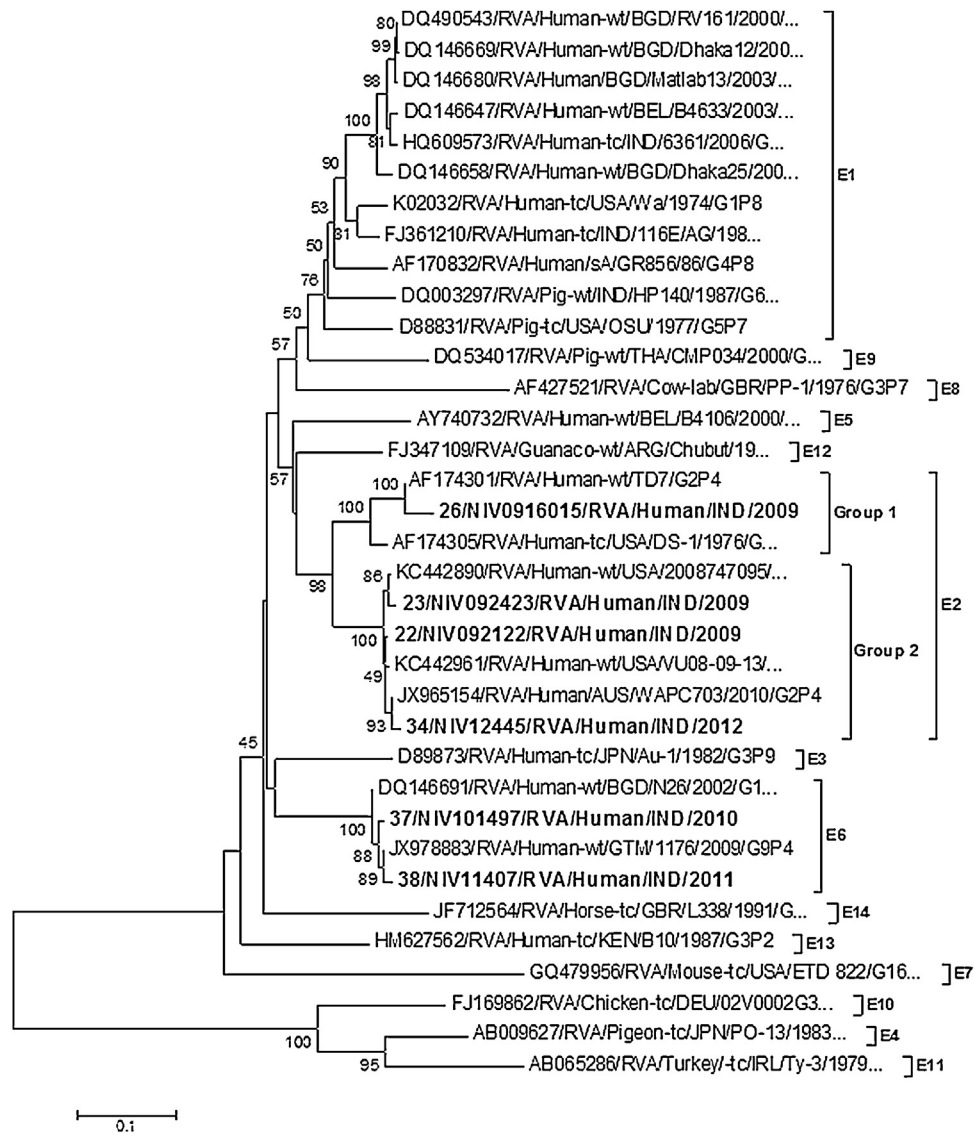 80
DQ490543/RVA/Human-wt/BGD/RV161/2000/...
99
DQ146669/RVA/Human-wt/BGD/Dhaka12/200...
98
DQ146680/RVA/Human/BGD/Matlab13/2003/...
DQ146647/RVA/Human-wt/BEL/B4633/2003/...
100
81
HQ609573/RVA/Human-tc/IND/6361/2006/G...
90
DQ146658/RVA/Human-wt/BGD/Dhaka25/200...
E1
53
K02032/RVA/Human-tc/USA/Wa/1974/G1P8
81
FJ361210/RVA/Human-tc/IND/116E/AG/198...
50
AF170832/RVA/Human/sA/GR856/86/G4P8
76
DQ003297/RVA/Pig-wt/IND/HP140/1987/G6...
50
D88831/RVA/Pig-tc/USA/OSU/1977/G5P7
57
DQ534017/RVA/Pig-wt/THA/CMP034/2000/G...
E9
AF427521/RVA/Cow-lab/GBR/PP-1/1976/G3P7
E8
AY740732/RVA/Human-wt/BEL/B4106/2000/...
E5
FJ347109/RVA/Guanaco-wt/ARG/Chubut/19...
E12
57
100
AF174301/RVA/Human-wt/TD7/G2P4
100
26/NIV0916015/RVA/Human/IND/2009
Group 1
AF174305/RVA/Human-tc/USA/DS-1/1976/G...
98
86
KC442890/RVA/Human-wt/USA/2008747095/...
23/NIV092423/RVA/Human/IND/2009
E2
100
22/NIV092122/RVA/Human/IND/2009
Group 2
49
KC442961/RVA/Human-wt/USA/VU08-09-13/...
JX965154/RVA/Human/AUS/WAPC703/2010/G2P4
93
34/NIV12445/RVA/Human/IND/2012
45
D89873/RVA/Human-tc/JPN/Au-1/1982/G3P9
E3
DQ146691/RVA/Human-wt/BGD/N26/2002/G1...
100
37/NIV101497/RVA/Human/IND/2010
E6
88
JX978883/RVA/Human-wt/GTM/1176/2009/G9P4
89
38/NIV11407/RVA/Human/IND/2011
JF712564/RVA/Horse-tc/GBR/L338/1991/G...
E14
HM627562/RVA/Human-tc/KEN/B10/1987/G3P2
E13
GQ479956/RVA/Mouse-tc/USA/ETD 822/G16...
E7
FJ169862/RVA/Chicken-tc/DEU/02V0002G3...
E10
100
AB009627/RVA/Pigeon-tc/JPN/PO-13/1983...
E4
95
AB065286/RVA/Turkey/-tc/IRL/Ty-3/1979...
E11
0.1